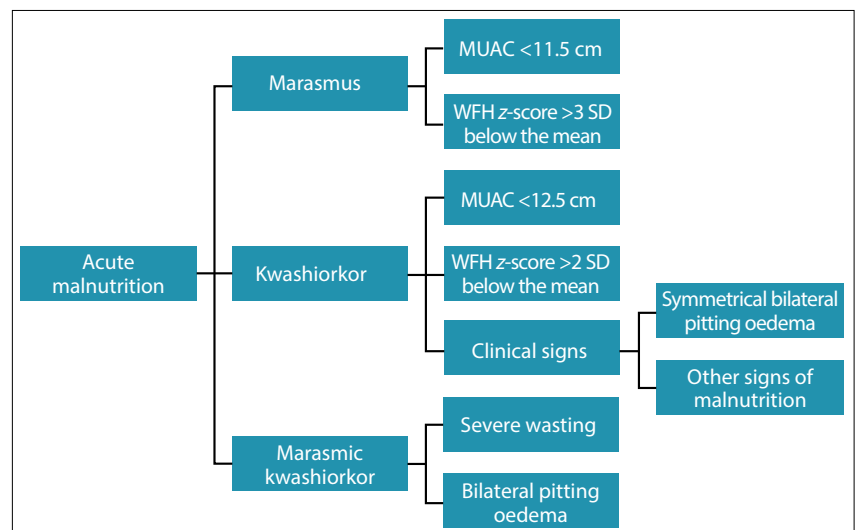 Acute
malnutrition
Marasmus
MUAC <11.5 cm
WFH z-score >3 SD
below the mean
Kwashiorkor
MUAC <12.5 cm
WFH z-score >2 SD
below the mean
Clinical signs
Symmetrical bilateral
pitting oedema
Other signs of
malnutrition
Marasmic
kwashiorkor
Severe wasting
Bilateral pitting
oedema